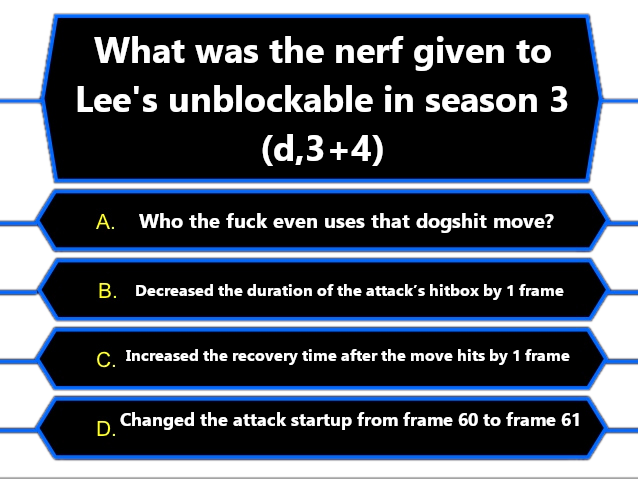 What was the nerf given to
Lee's unblockable in season 3
(d,3+4)
A. Who the fuck even uses that dogshit move?
B. Decreased the duration of the attack’s hitbox by 1 frame
C. Increased the recovery time after the move hits by 1 frame
D. Changed the attack startup from frame 60 to frame 61